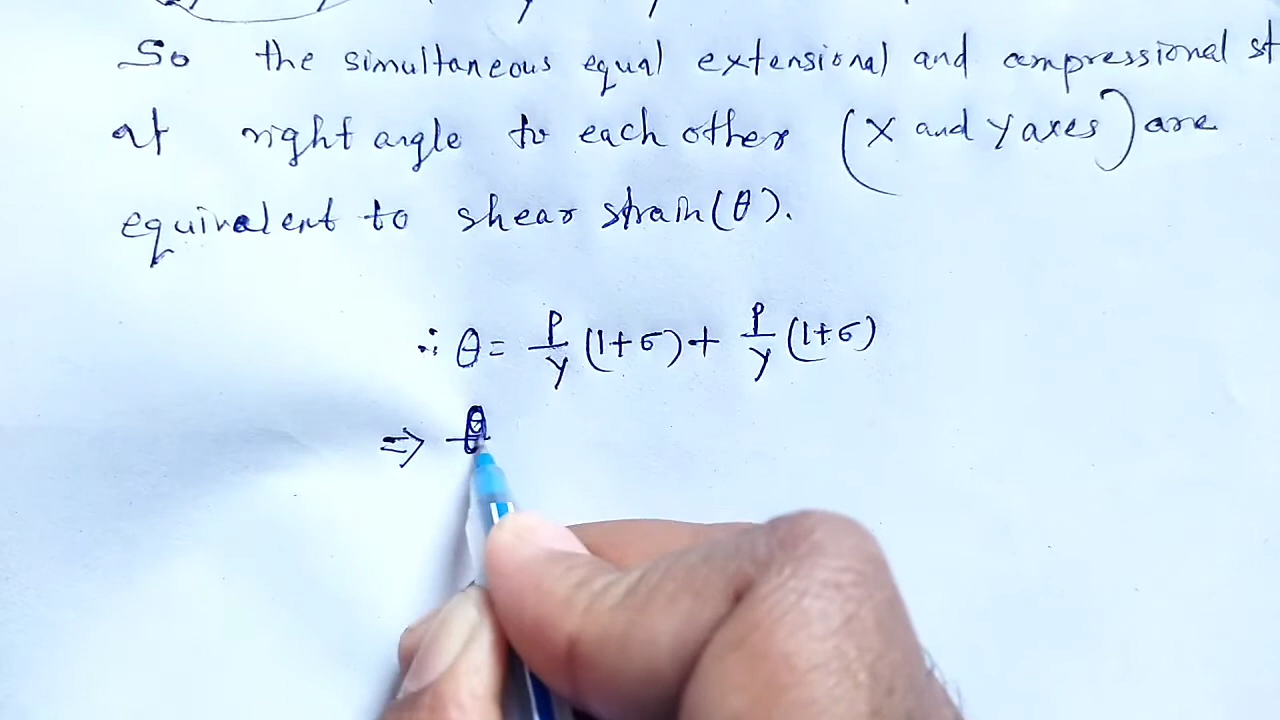 So the simultaneous equal extensional and compressional st
at right angle to each other (X and Y axes) are
equivalent to shear strain(θ).
∴ θ = P/Y (1+σ) + P/Y (1+σ)
⇒